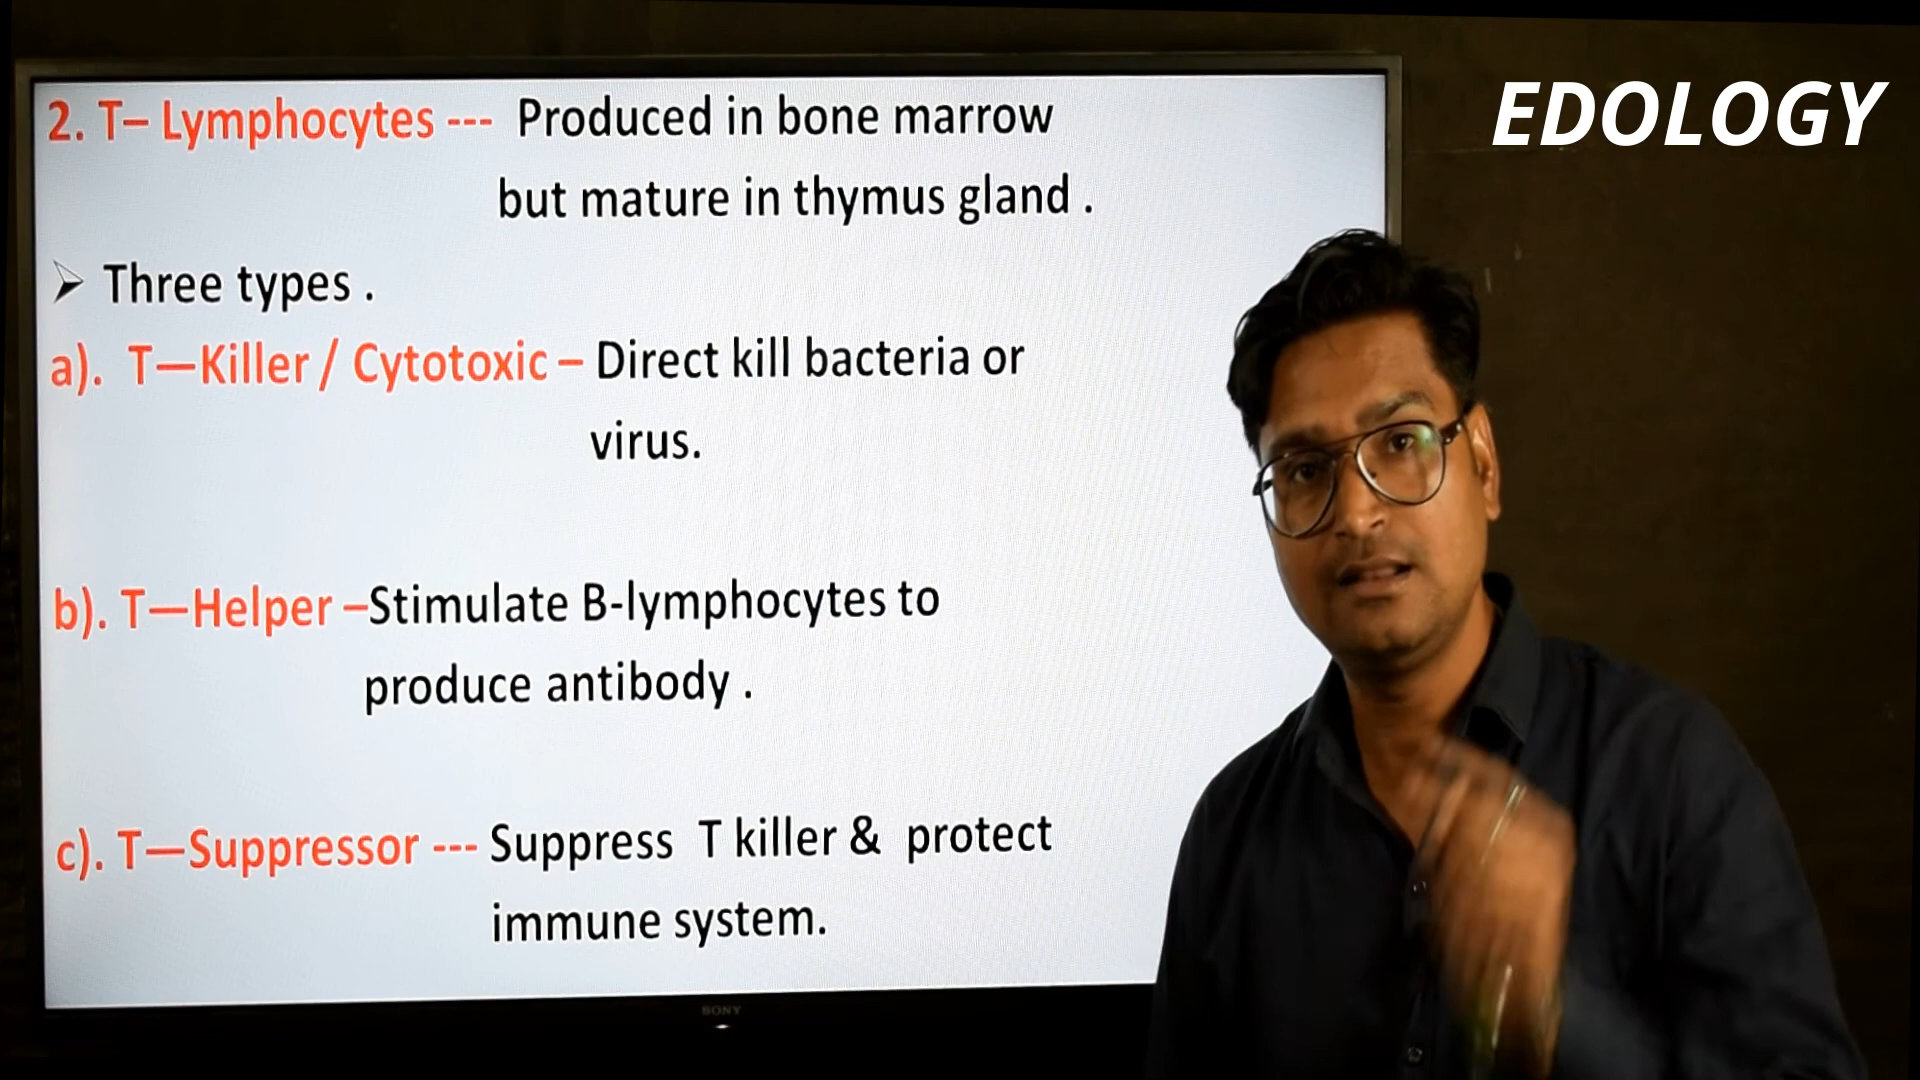 EDOLOGY
2. T– Lymphocytes --- Produced in bone marrow
but mature in thymus gland .
➢ Three types .
a). T—Killer / Cytotoxic – Direct kill bacteria or
virus.
b). T—Helper –Stimulate B-lymphocytes to
produce antibody .
c). T—Suppressor --- Suppress T killer & protect
immune system.
SONY